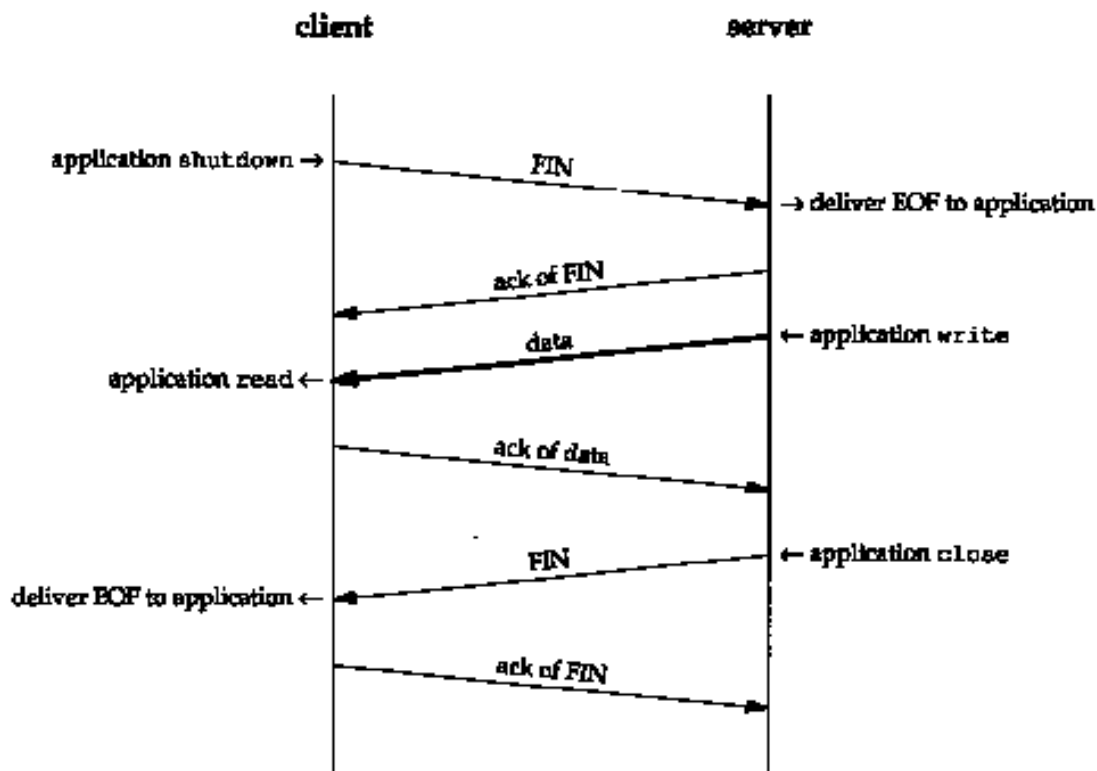 client
server
application shutdown →
FIN
→ deliver EOF to application
ack of FIN
data
← application write
application read ←
ack of data
FIN
← application close
deliver EOF to application ←
ack of FIN